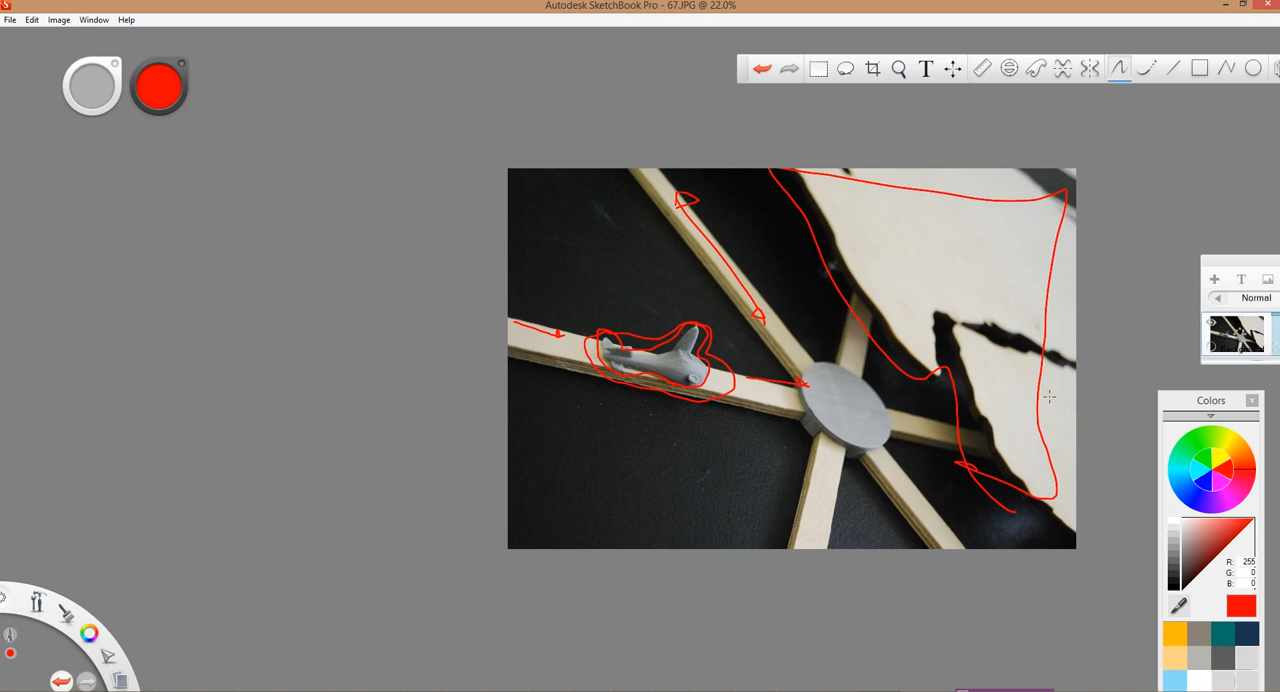 Autodesk SketchBook Pro - 67.JPG @ 22.0%
File Edit Image Window Help
T
T
Normal
Colors
R: 255
G: 0
B: 0